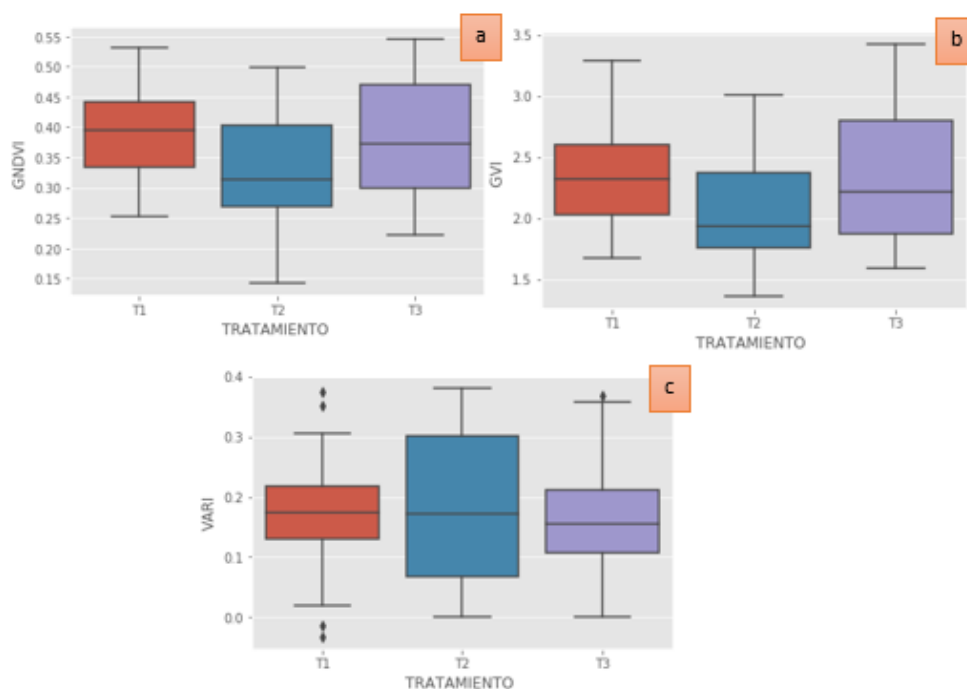 a
GNDVI
0.55
0.50
0.45
0.40
0.35
0.30
0.25
0.20
0.15
T1 T2 T3
TRATAMIENTO
b
GVI
3.5
3.0
2.5
2.0
1.5
T1 T2 T3
TRATAMIENTO
c
VARI
0.4
0.3
0.2
0.1
0.0
T1 T2 T3
TRATAMIENTO